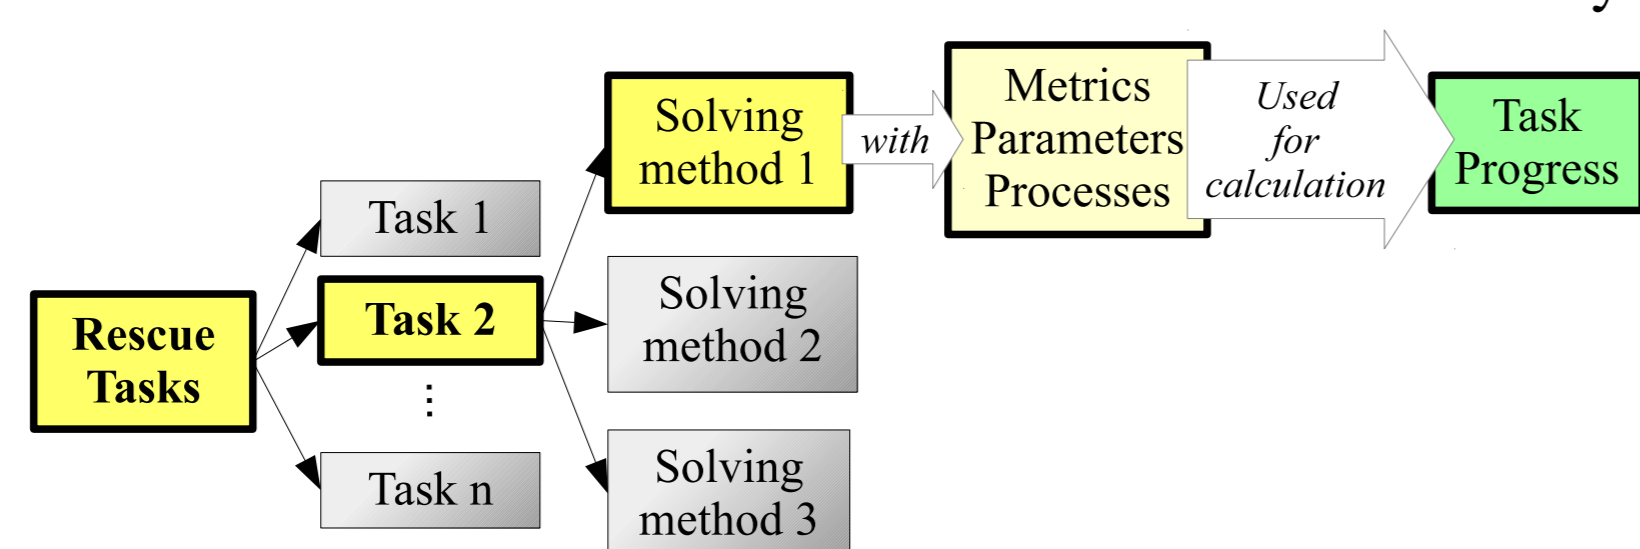 Rescue
Tasks
Task 1
Task 2
⋮
Task n
Solving
method 1
Solving
method 2
Solving
method 3
with
Metrics
Parameters
Processes
Used
for
calculation
Task
Progress